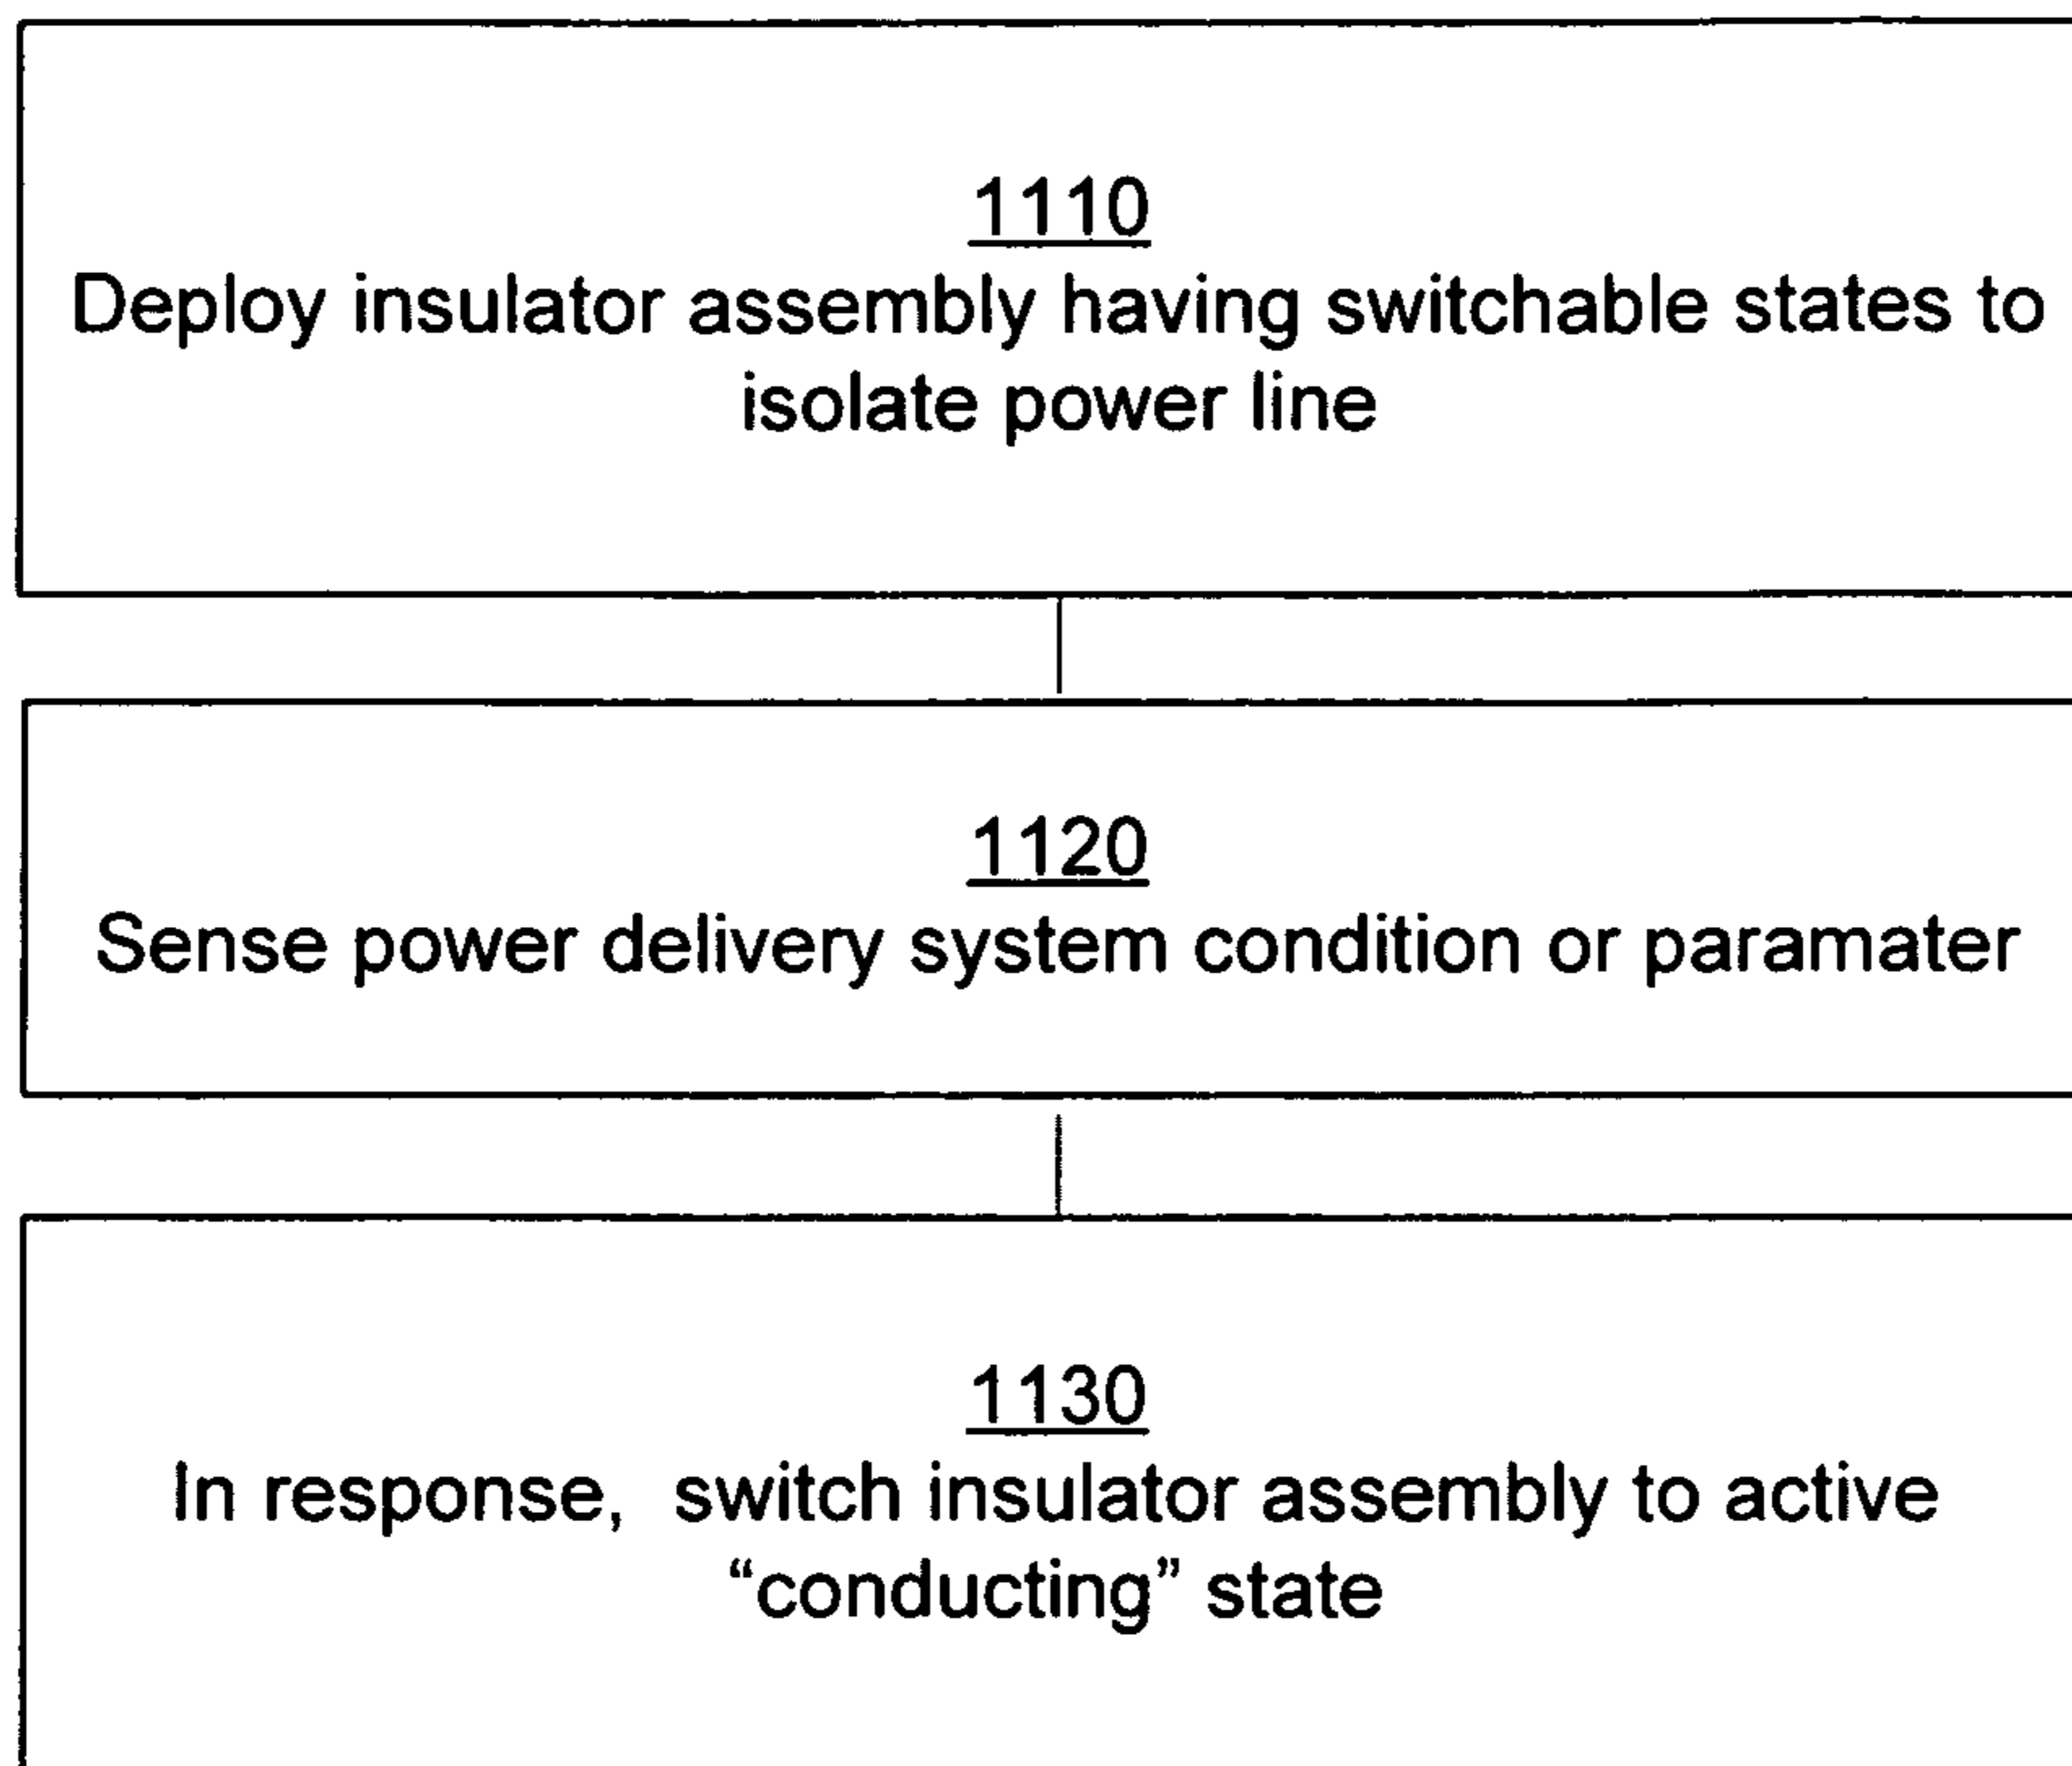 1110
Deploy insulator assembly having switchable states to
isolate power line
1120
Sense power delivery system condition or paramater
1130
In response,  switch insulator assembly to active
“conducting” state